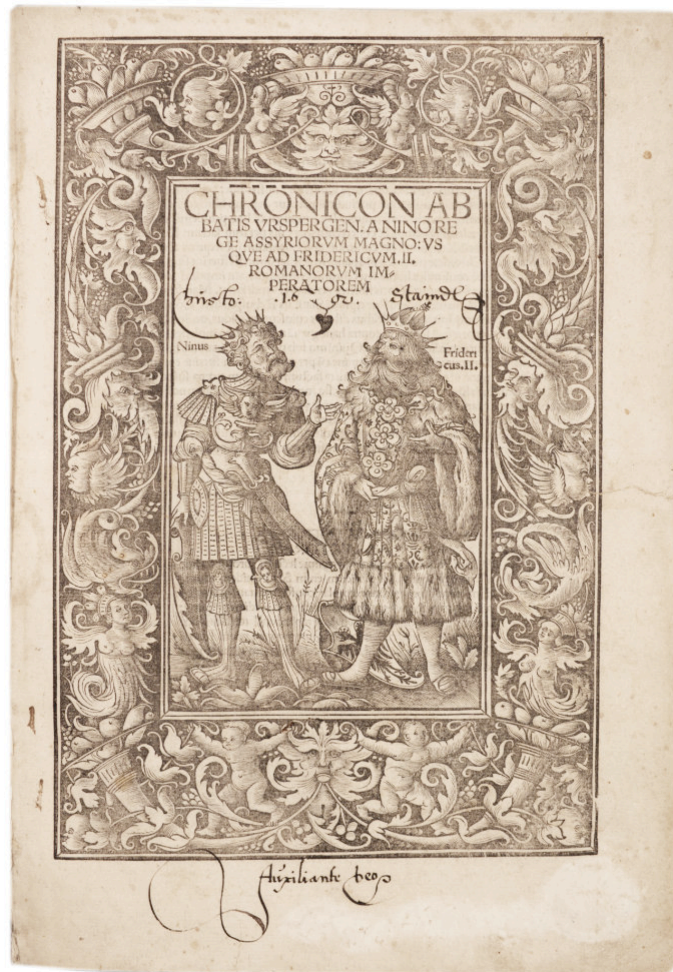 CHRONICON AB
BATIS VRSPERGEN. A NINO RE
GE ASSYRIORVM MAGNO: VS
QVE AD FRIDERICVM. II.
ROMANORVM IM-
PERATOREM
Ninus
Frideri
cus. II.
Auxiliante deo